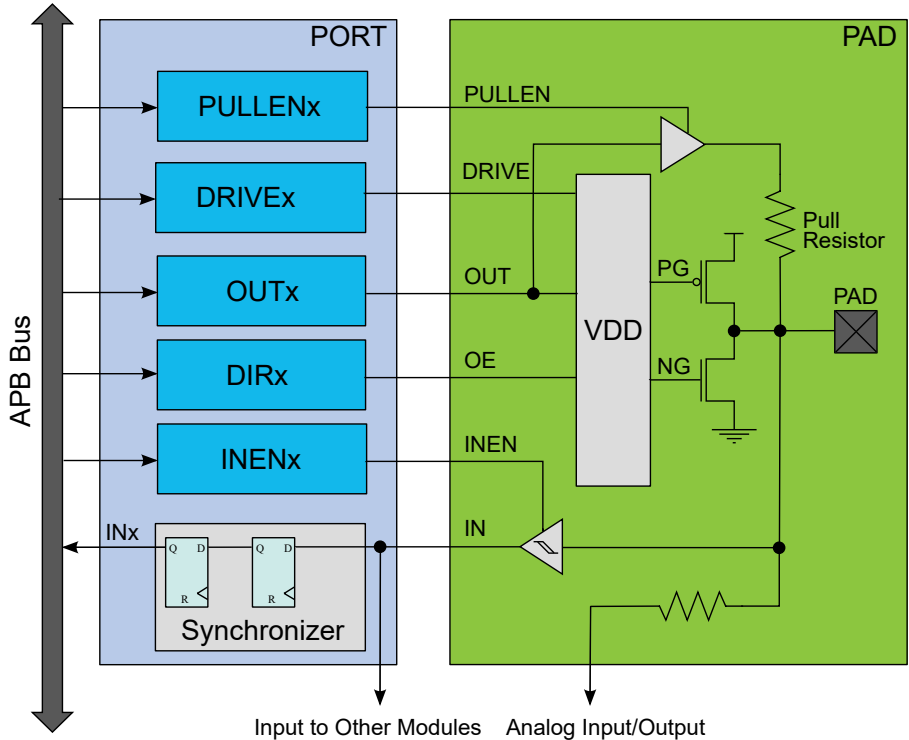 PORT
PAD
APB Bus
PULLENx
PULLEN
DRIVEx
DRIVE
Pull
Resistor
OUTx
OUT
PG
PAD
VDD
DIRx
OE
NG
INENx
INEN
INx
Q D
R
Q D
R
IN
Synchronizer
Input to Other Modules
Analog Input/Output